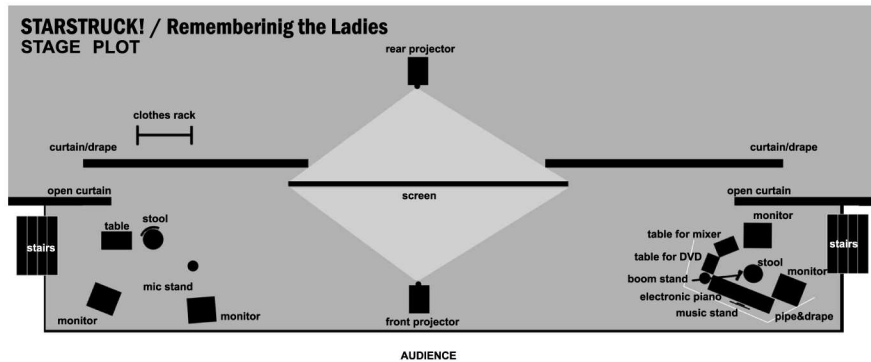 STARSTRUCK! / Rememberinig the Ladies
STAGE PLOT
rear projector
clothes rack
curtain/drape
curtain/drape
open curtain
screen
open curtain
stairs
table
stool
mic stand
monitor
monitor
front projector
monitor
table for mixer
table for DVD
stool
boom stand
monitor
electronic piano
music stand
pipe&drape
stairs
AUDIENCE